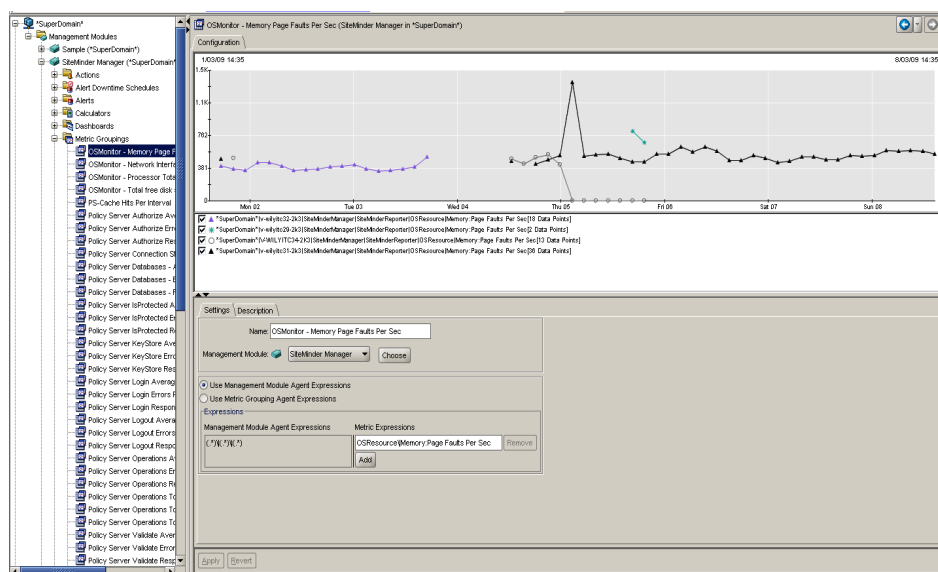 *SuperDomain*
Management Modules
Sample (*SuperDomain*)
SiteMinder Manager (*SuperDomain*
Actions
Alert Downtime Schedules
Alerts
Calculators
Dashboards
Metric Groupings
OSMonitor - Memory Page F
OSMonitor - Network Interfa
OSMonitor - Processor Tota
OSMonitor - Total free disk
PS-Cache Hits Per Interval
Policy Server Authorize Ave
Policy Server Authorize Erro
Policy Server Authorize Res
Policy Server Connection St
Policy Server Databases - A
Policy Server Databases - E
Policy Server Databases - F
Policy Server IsProtected A
Policy Server IsProtected Er
Policy Server IsProtected Re
Policy Server KeyStore Ave
Policy Server KeyStore Erro
Policy Server KeyStore Res
Policy Server Login Averag
Policy Server Login Errors P
Policy Server Login Respon
Policy Server Logout Avera
Policy Server Logout Errors
Policy Server Logout Respo
Policy Server Operations Av
Policy Server Operations Er
Policy Server Operations Re
Policy Server Operations To
Policy Server Operations To
Policy Server Validate Aver
Policy Server Validate Error
Policy Server Validate Resp
OSMonitor - Memory Page Faults Per Sec (SiteMinder Manager in *SuperDomain*)
Configuration
1/03/09 14:35
8/03/09 14:35
1.5K
1.1K
762
381
0
Mon 02
Tue 03
Wed 04
Thu 05
Fri 06
Sat 07
Sun 08
*SuperDomain*|v-wilyitc32-2k3|SiteMinderManager|SiteMinderReporter|OSResource|Memory:Page Faults Per Sec[18 Data Points]
*SuperDomain*|v-wilyitc29-2k3|SiteMinderManager|SiteMinderReporter|OSResource|Memory:Page Faults Per Sec[2 Data Points]
*SuperDomain*|V-WILYITC34-2K3|SiteMinderManager|SiteMinderReporter|OSResource|Memory:Page Faults Per Sec[13 Data Points]
*SuperDomain*|v-wilyitc31-2k3|SiteMinderManager|SiteMinderReporter|OSResource|Memory:Page Faults Per Sec[36 Data Points]
Settings
Description
Name: OSMonitor - Memory Page Faults Per Sec
Management Module: SiteMinder Manager
Choose
Use Management Module Agent Expressions
Use Metric Grouping Agent Expressions
Expressions
Management Module Agent Expressions
Metric Expressions
(.*)\|(.*)\|(.*)
OSResource\|Memory:Page Faults Per Sec
Remove
Add
Apply
Revert